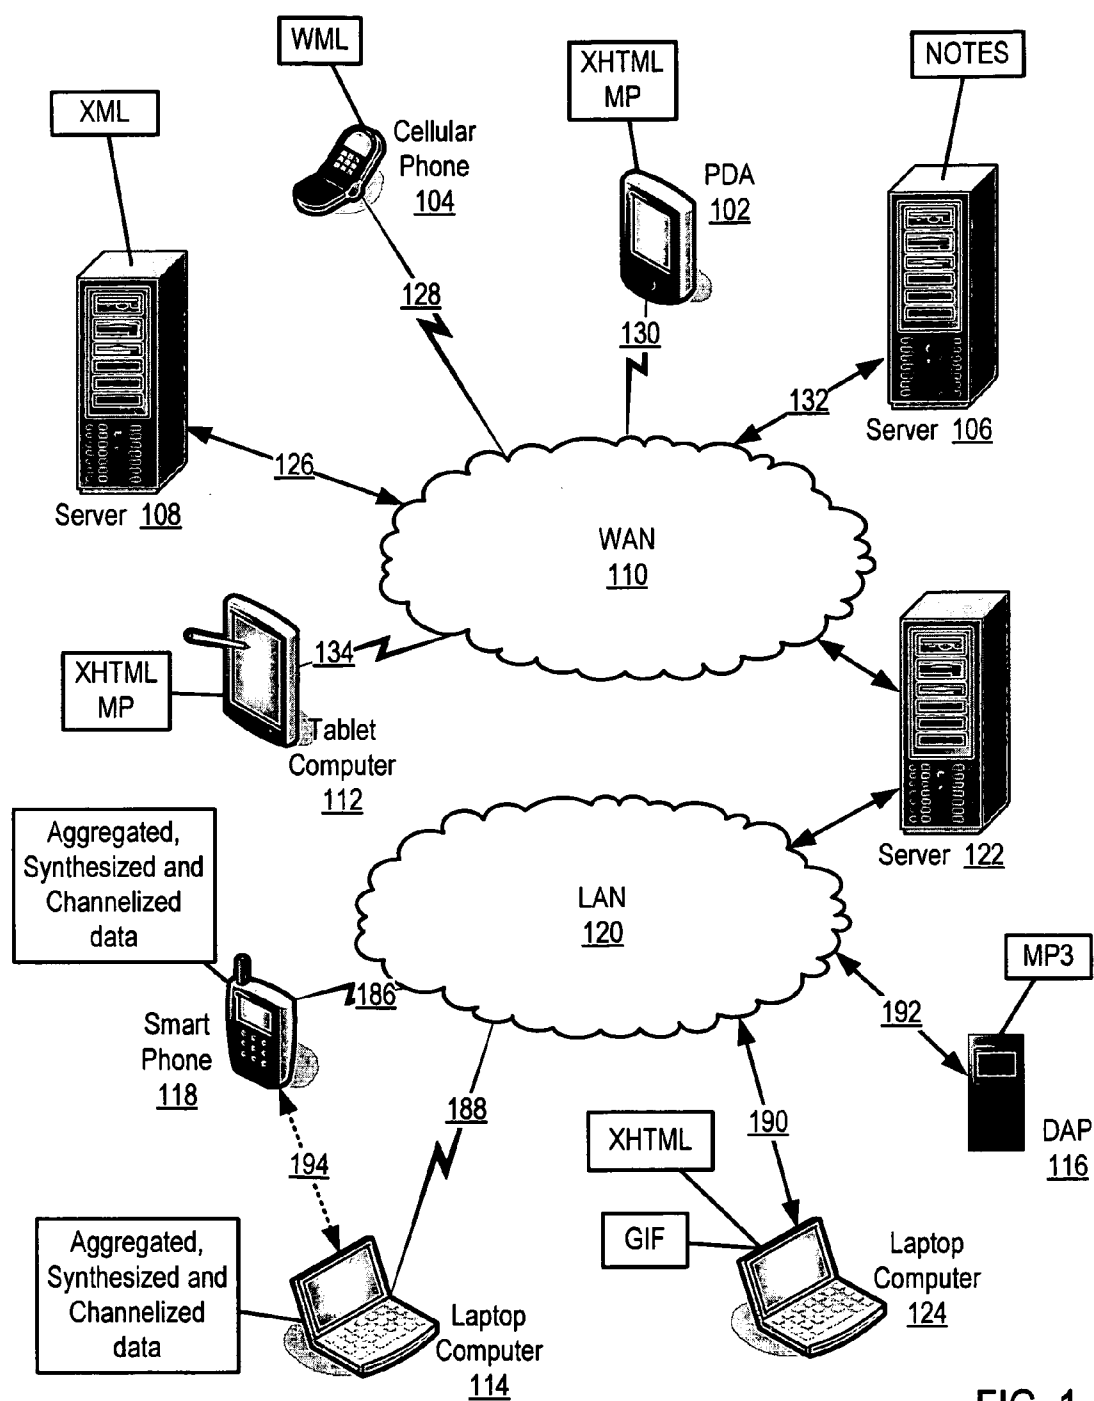 WML
XHTML
MP
NOTES
XML
Cellular
Phone
104
PDA
102
128
130
132
Server 106
126
Server 108
WAN
110
134
XHTML
MP
Tablet
Computer
112
Server 122
Aggregated,
Synthesized and
Channelized
data
LAN
120
MP3
186
192
Smart
Phone
118
188
190
XHTML
DAP
116
194
GIF
Aggregated,
Synthesized and
Channelized
data
Laptop
Computer
124
Laptop
Computer
114
FIG. 1